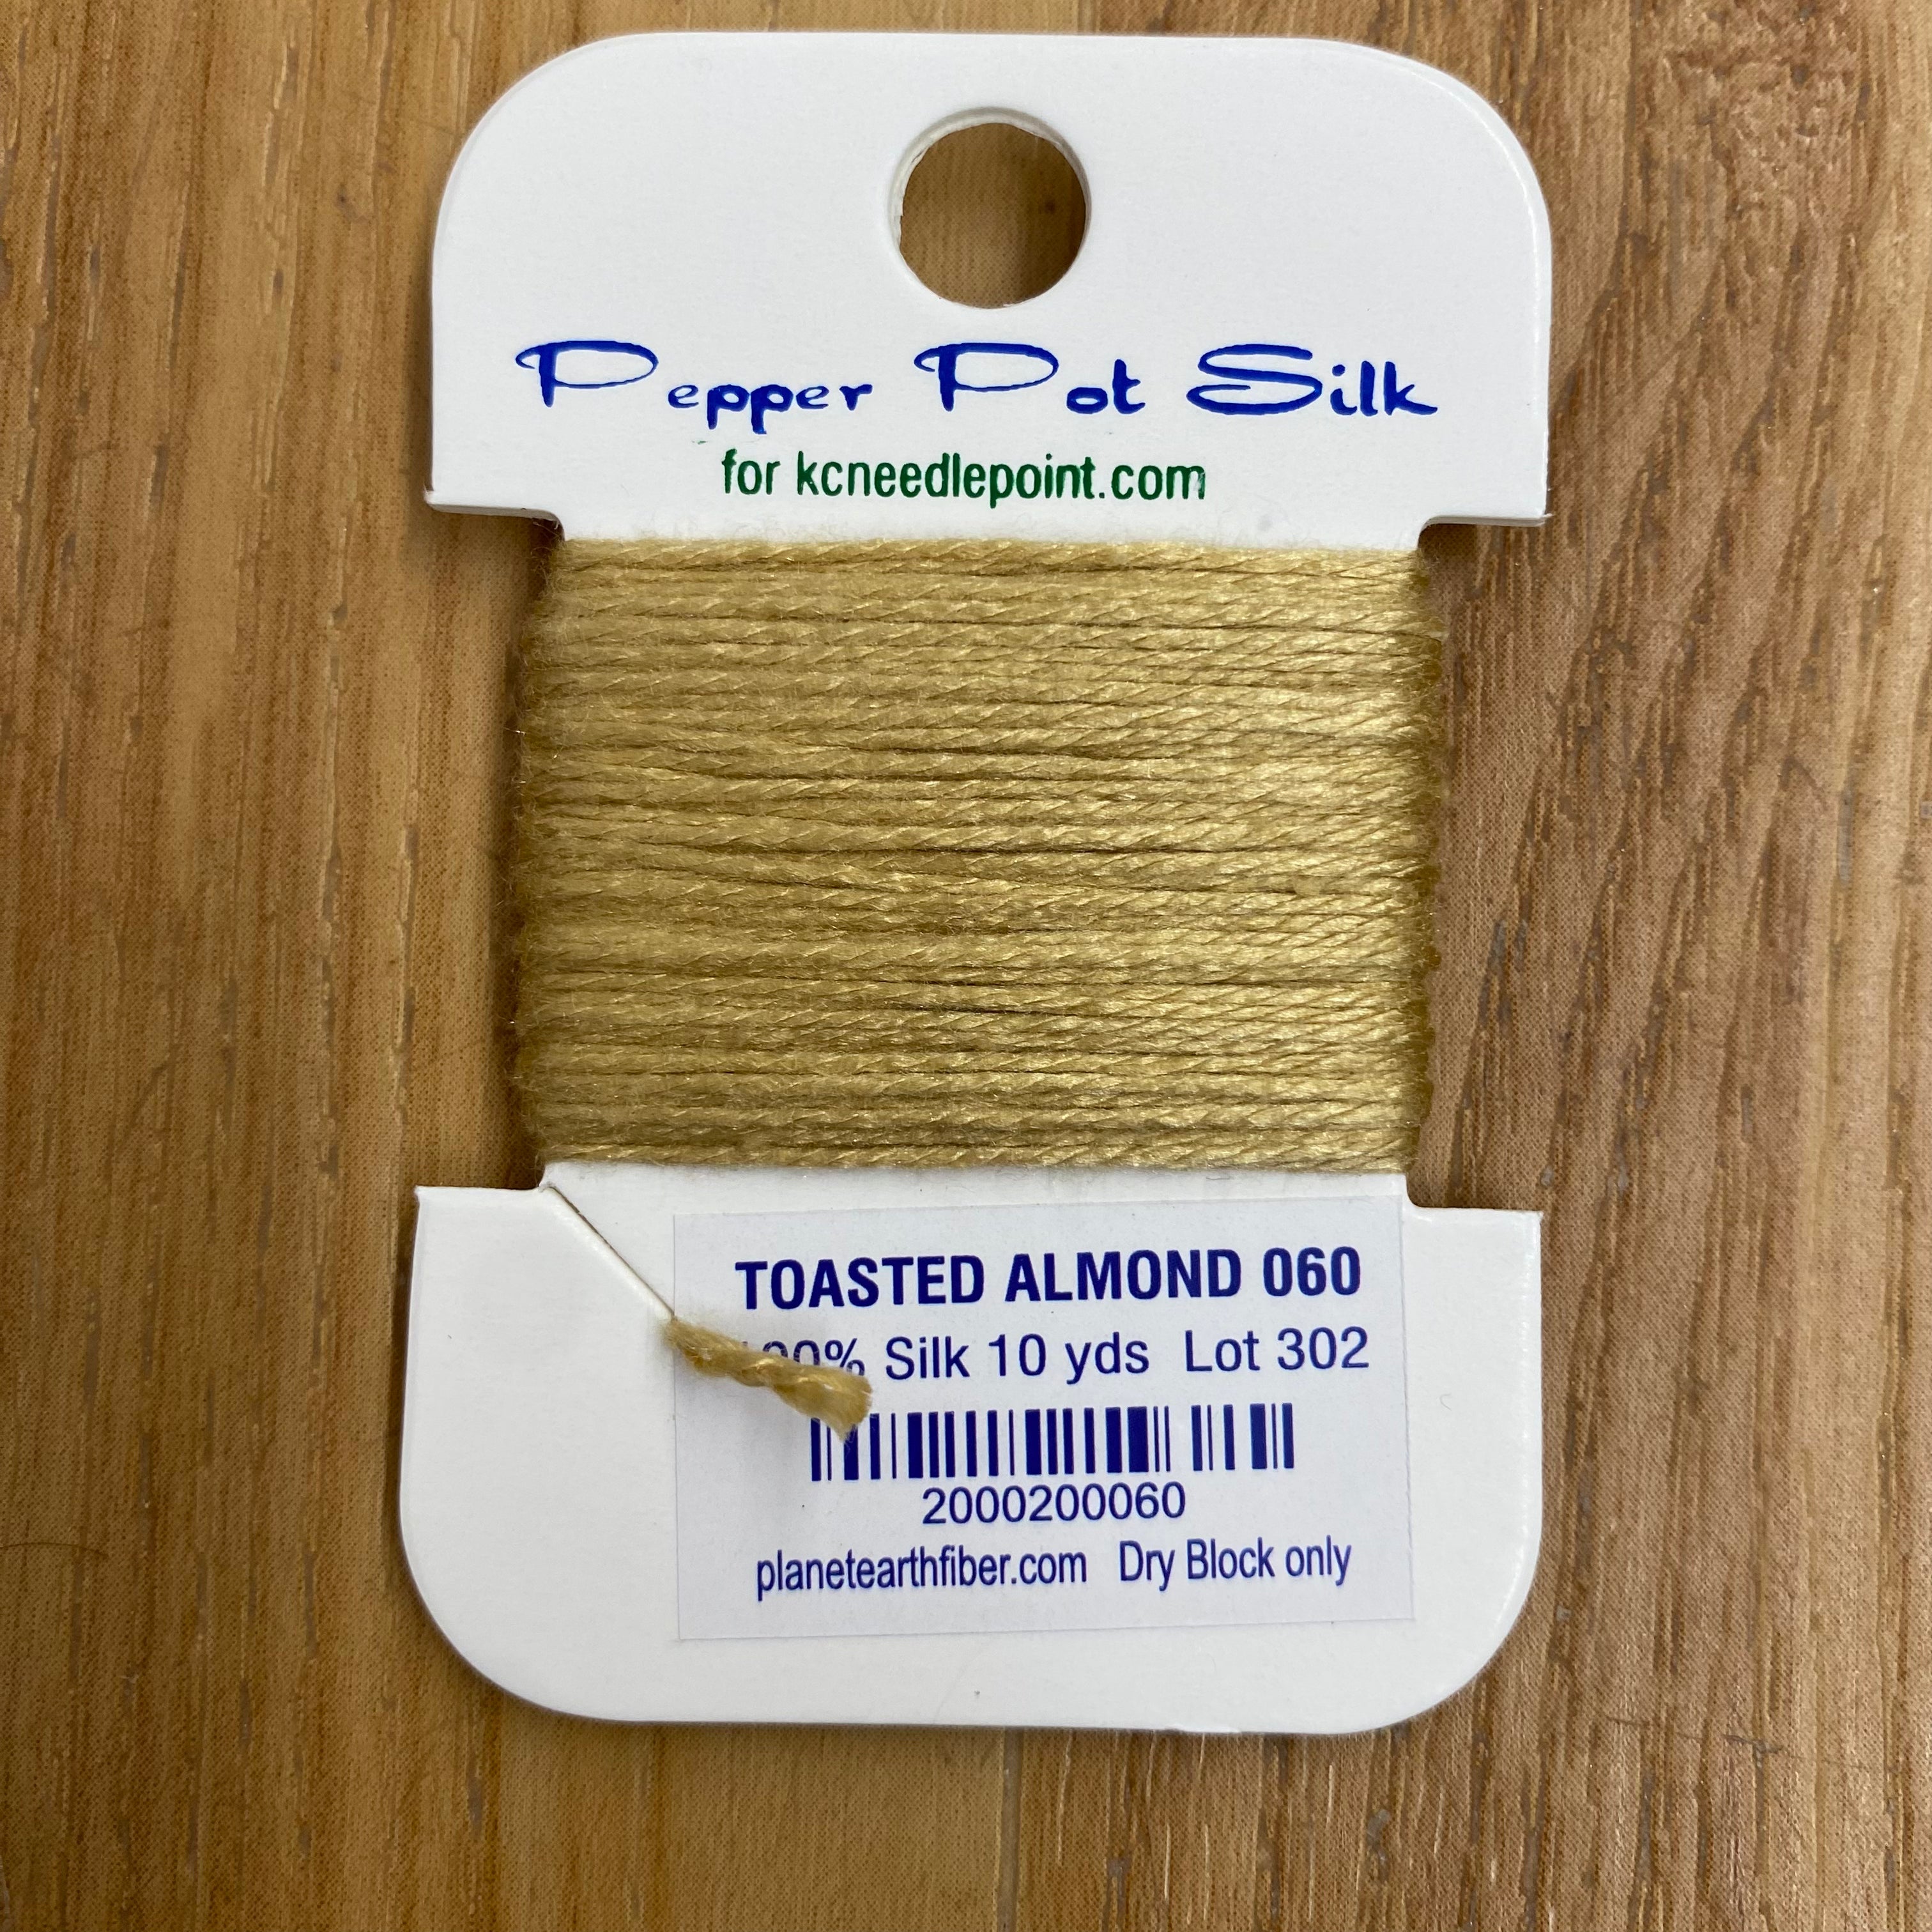 Pepper Pot Silk
for kcneedlepoint.com
TOASTED ALMOND 060
100% Silk 10 yds Lot 302
2000200060
planetearthfiber.com Dry Block only